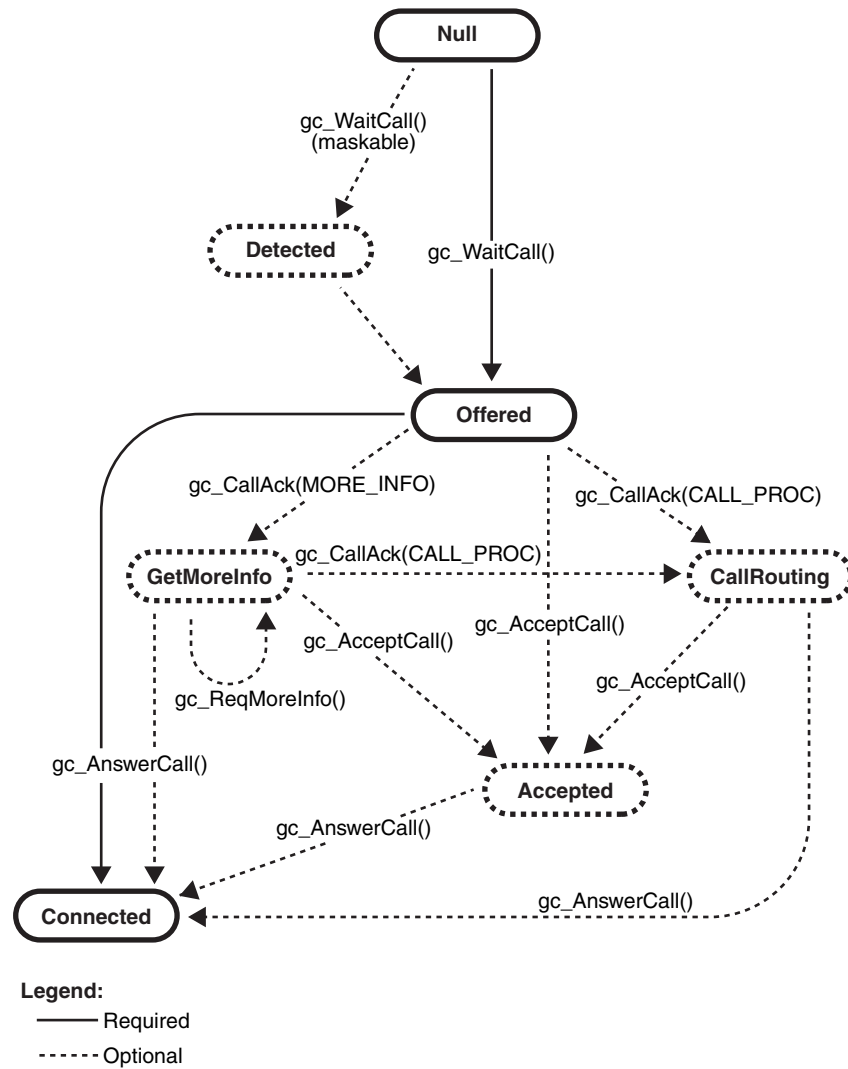 Null
gc_WaitCall()
(maskable)
Detected
gc_WaitCall()
Offered
gc_CallAck(MORE_INFO)
gc_CallAck(CALL_PROC)
gc_CallAck(CALL_PROC)
GetMoreInfo
CallRouting
gc_AcceptCall()
gc_AcceptCall()
gc_AcceptCall()
gc_ReqMoreInfo()
gc_AnswerCall()
Accepted
gc_AnswerCall()
gc_AnswerCall()
Connected
Legend:
Required
Optional